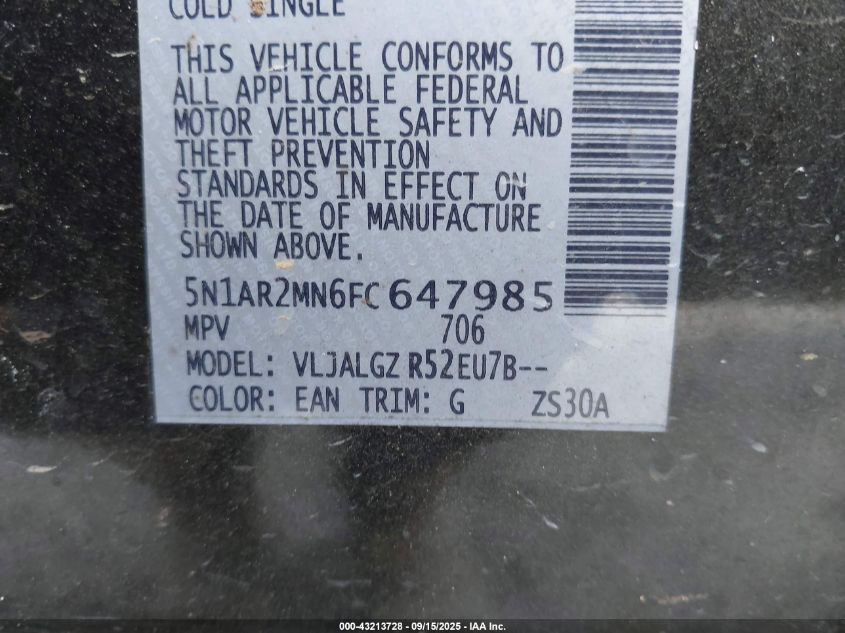 COLD SINGLE
THIS VEHICLE CONFORMS TO
ALL APPLICABLE FEDERAL
MOTOR VEHICLE SAFETY AND
THEFT PREVENTION
STANDARDS IN EFFECT ON
THE DATE OF MANUFACTURE
SHOWN ABOVE.
5N1AR2MN6FC647985
MPV 706
MODEL: VLJALGZ R52EU7B--
COLOR: EAN TRIM: G ZS30A
000-43213728 - 09/15/2025 - IAA Inc.